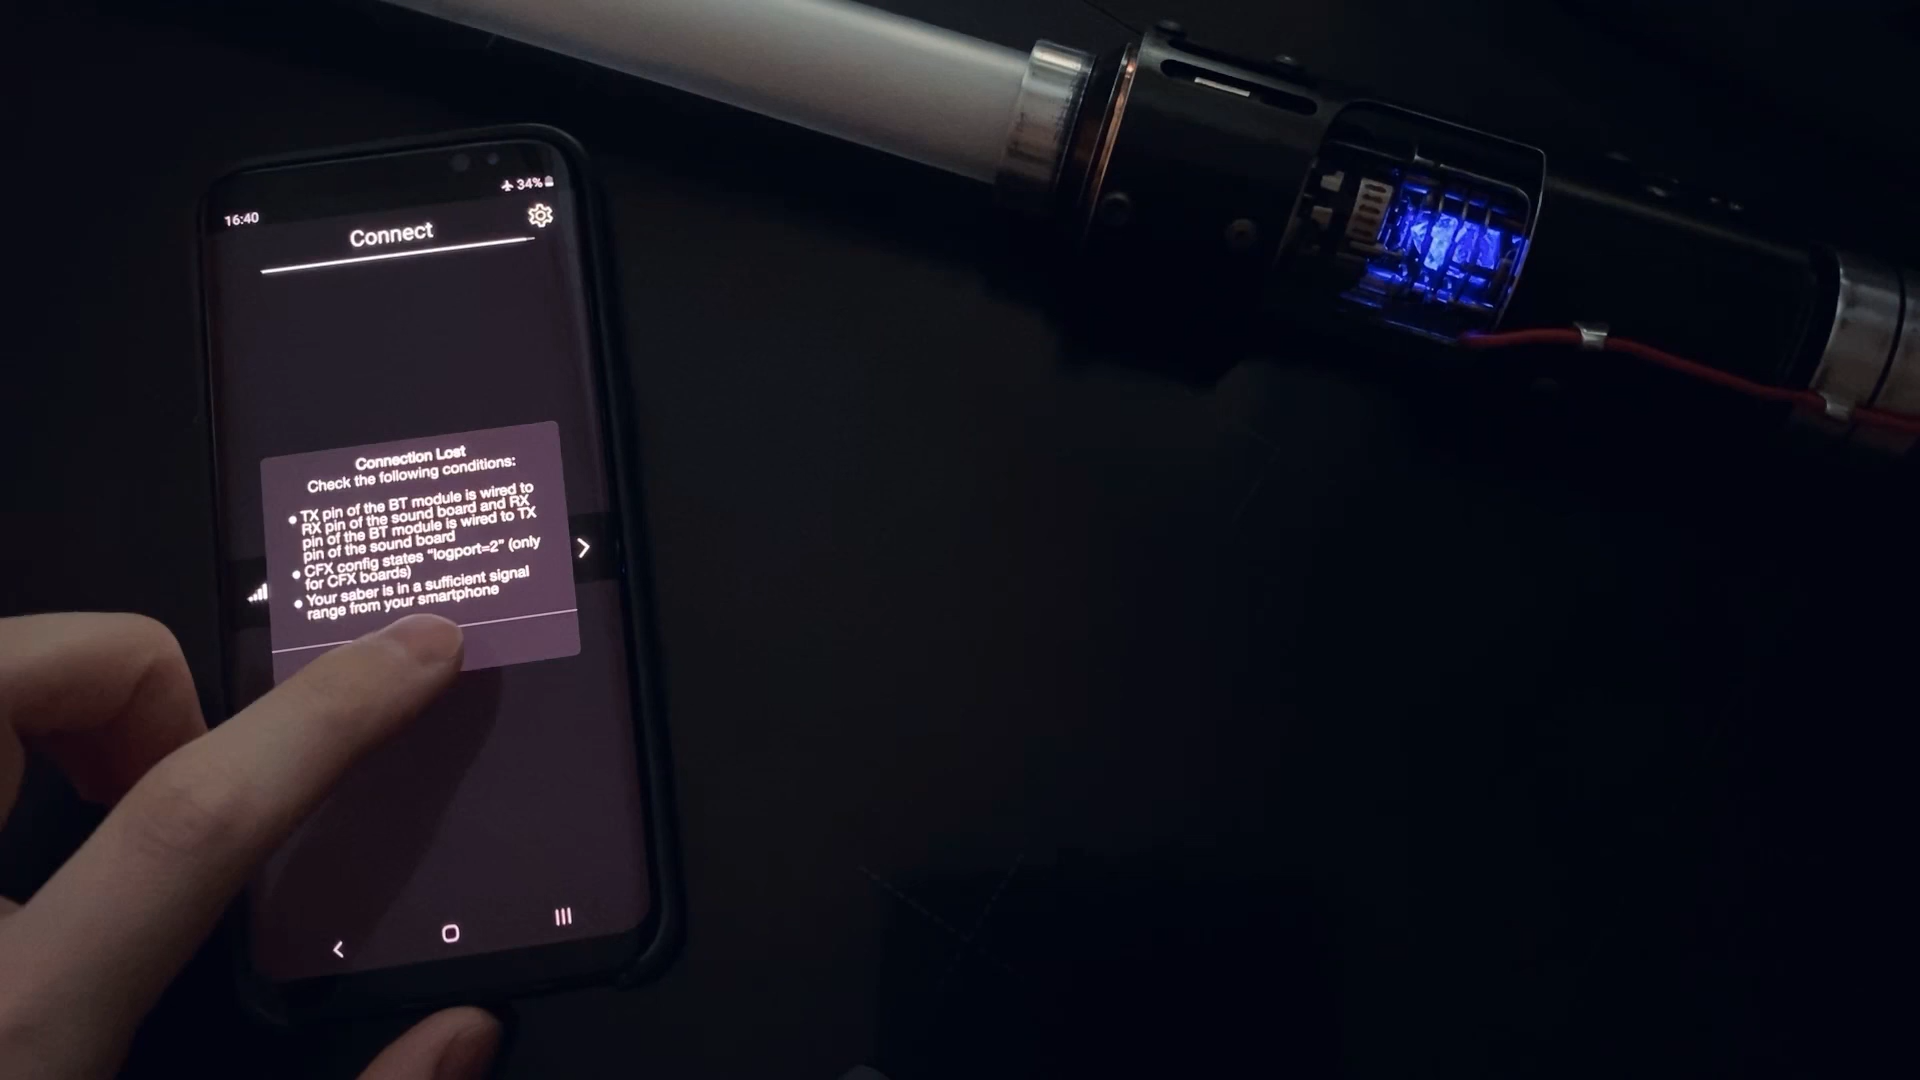 34%
16:40
Connect
Connection Lost
Check the following conditions:
● TX pin of the BT module is wired to
RX pin of the sound board and RX
pin of the BT module is wired to TX
pin of the sound board
● CFX config states “logport=2” (only
for CFX boards)
● Your saber is in a sufficient signal
range from your smartphone